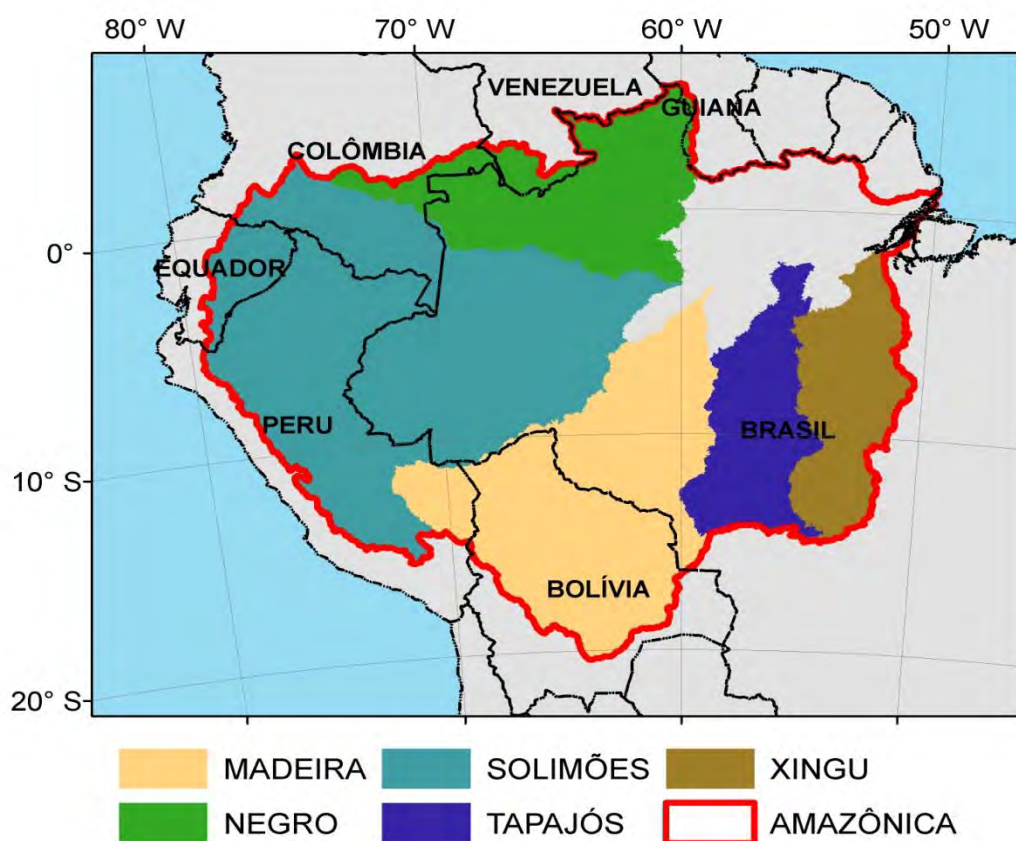 80° W 70° W 60° W 50° W
VENEZUELA
GUIANA
COLÔMBIA
0°
EQUADOR
PERU
BRASIL
10° S
BOLÍVIA
20° S
MADEIRA SOLIMÕES XINGU
NEGRO TAPAJÓS AMAZÔNICA